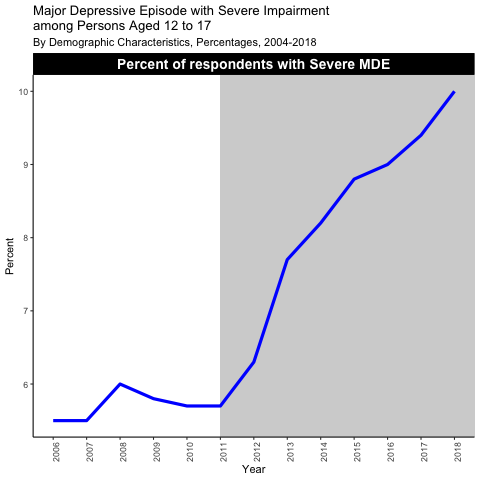 Major Depressive Episode with Severe Impairment
among Persons Aged 12 to 17
By Demographic Characteristics, Percentages, 2004-2018
Percent of respondents with Severe MDE
10
9
8
7
6
Percent
2006 2007 2008 2009 2010 2011 2012 2013 2014 2015 2016 2017 2018
Year